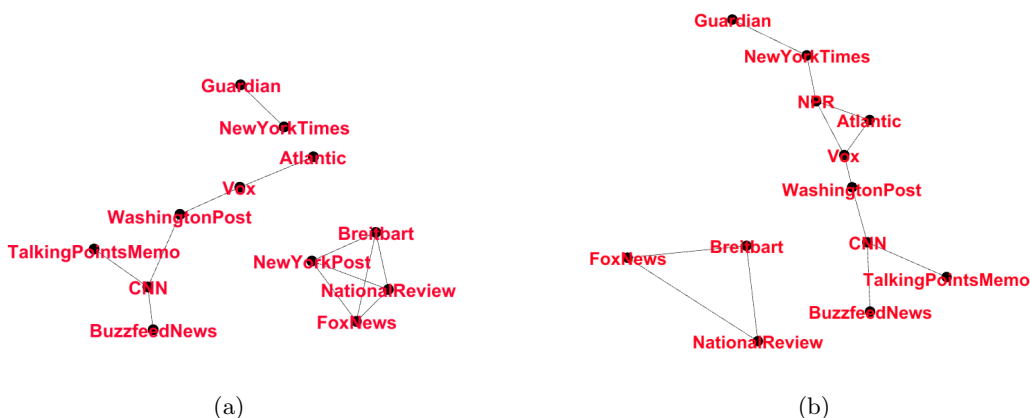 Guardian
NewYorkTimes
Atlantic
Vox
WashingtonPost
TalkingPointsMemo
Breitbart
NewYorkPost
CNN
NationalReview
FoxNews
BuzzfeedNews
(a)
Guardian
NewYorkTimes
NPR
Atlantic
Vox
WashingtonPost
CNN
Breitbart
FoxNews
TalkingPointsMemo
BuzzfeedNews
NationalReview
(b)